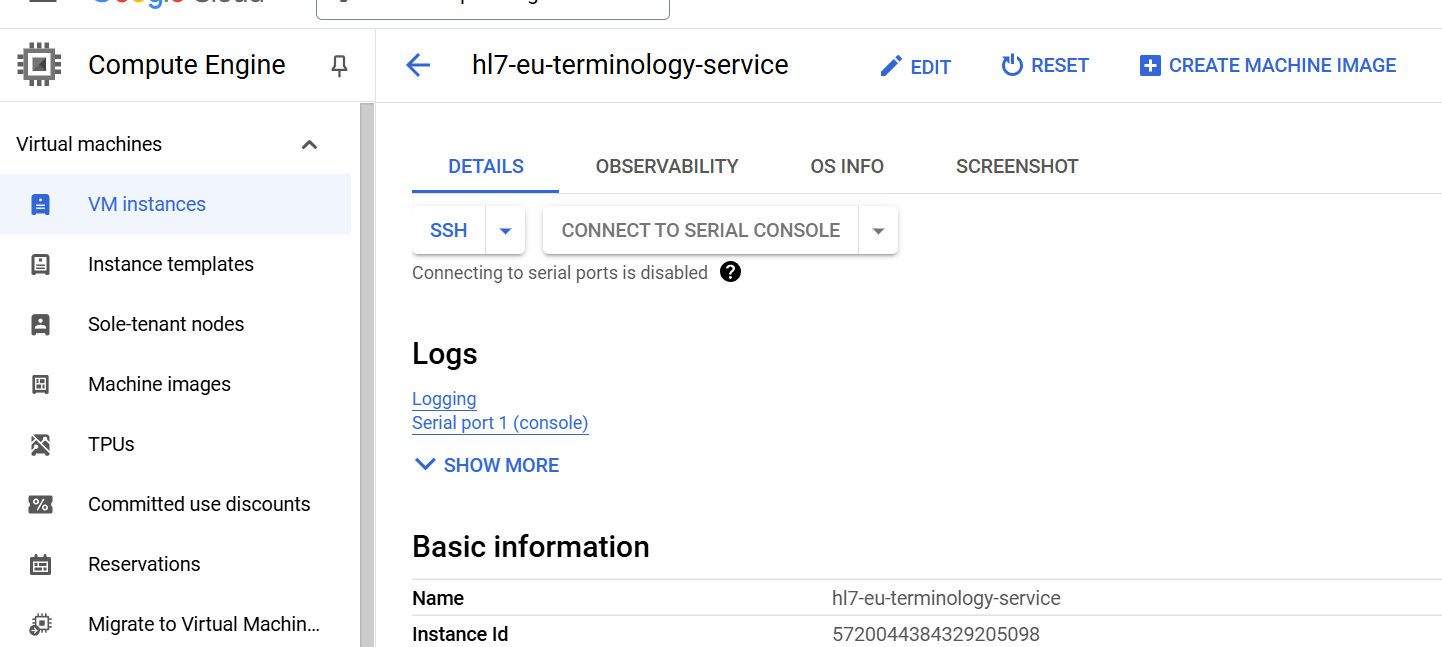 Google Cloud
Compute Engine
hl7-eu-terminology-service
EDIT
RESET
CREATE MACHINE IMAGE
Virtual machines
VM instances
Instance templates
Sole-tenant nodes
Machine images
TPUs
Committed use discounts
Reservations
Migrate to Virtual Machin...
DETAILS
OBSERVABILITY
OS INFO
SCREENSHOT
SSH
CONNECT TO SERIAL CONSOLE
Connecting to serial ports is disabled
Logs
Logging
Serial port 1 (console)
SHOW MORE
Basic information
Name hl7-eu-terminology-service
Instance Id 5720044384329205098